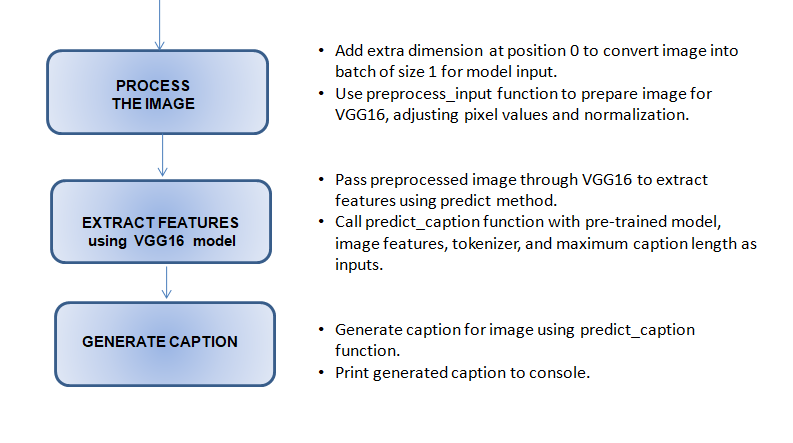 PROCESS
THE IMAGE
• Add extra dimension at position 0 to convert image into
batch of size 1 for model input.
• Use preprocess_input function to prepare image for
VGG16, adjusting pixel values and normalization.
EXTRACT FEATURES
using VGG16 model
• Pass preprocessed image through VGG16 to extract
features using predict method.
• Call predict_caption function with pre-trained model,
image features, tokenizer, and maximum caption length as
inputs.
GENERATE CAPTION
• Generate caption for image using predict_caption
function.
• Print generated caption to console.